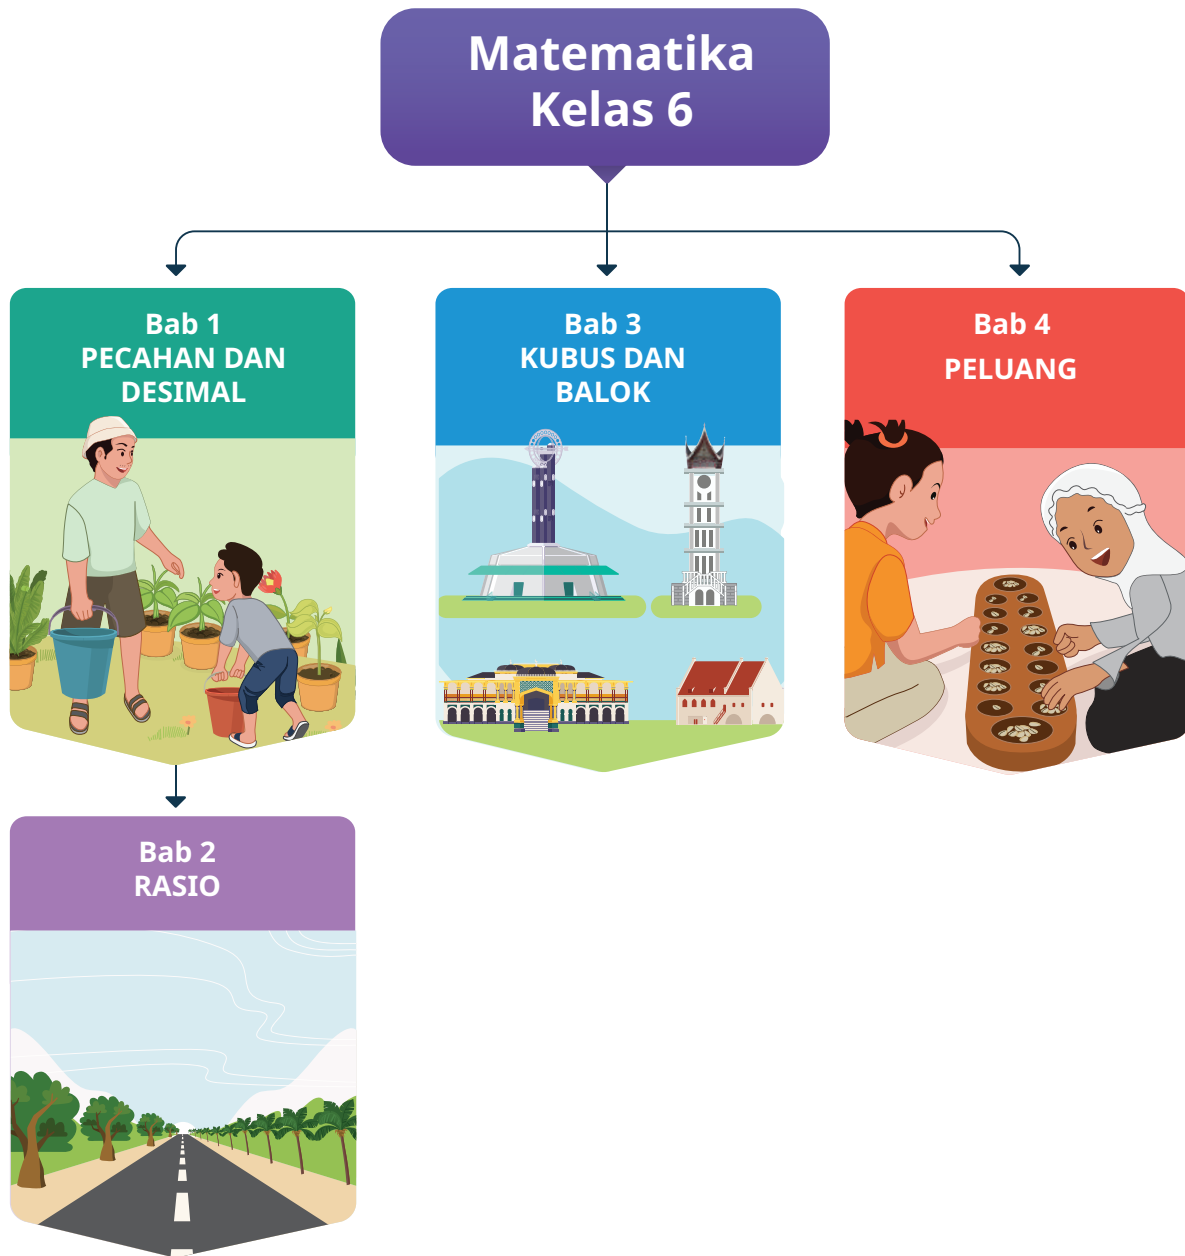 Matematika
Kelas 6
Bab 1
PECAHAN DAN
DESIMAL
Bab 3
KUBUS DAN
BALOK
Bab 4
PELUANG
Bab 2
RASIO